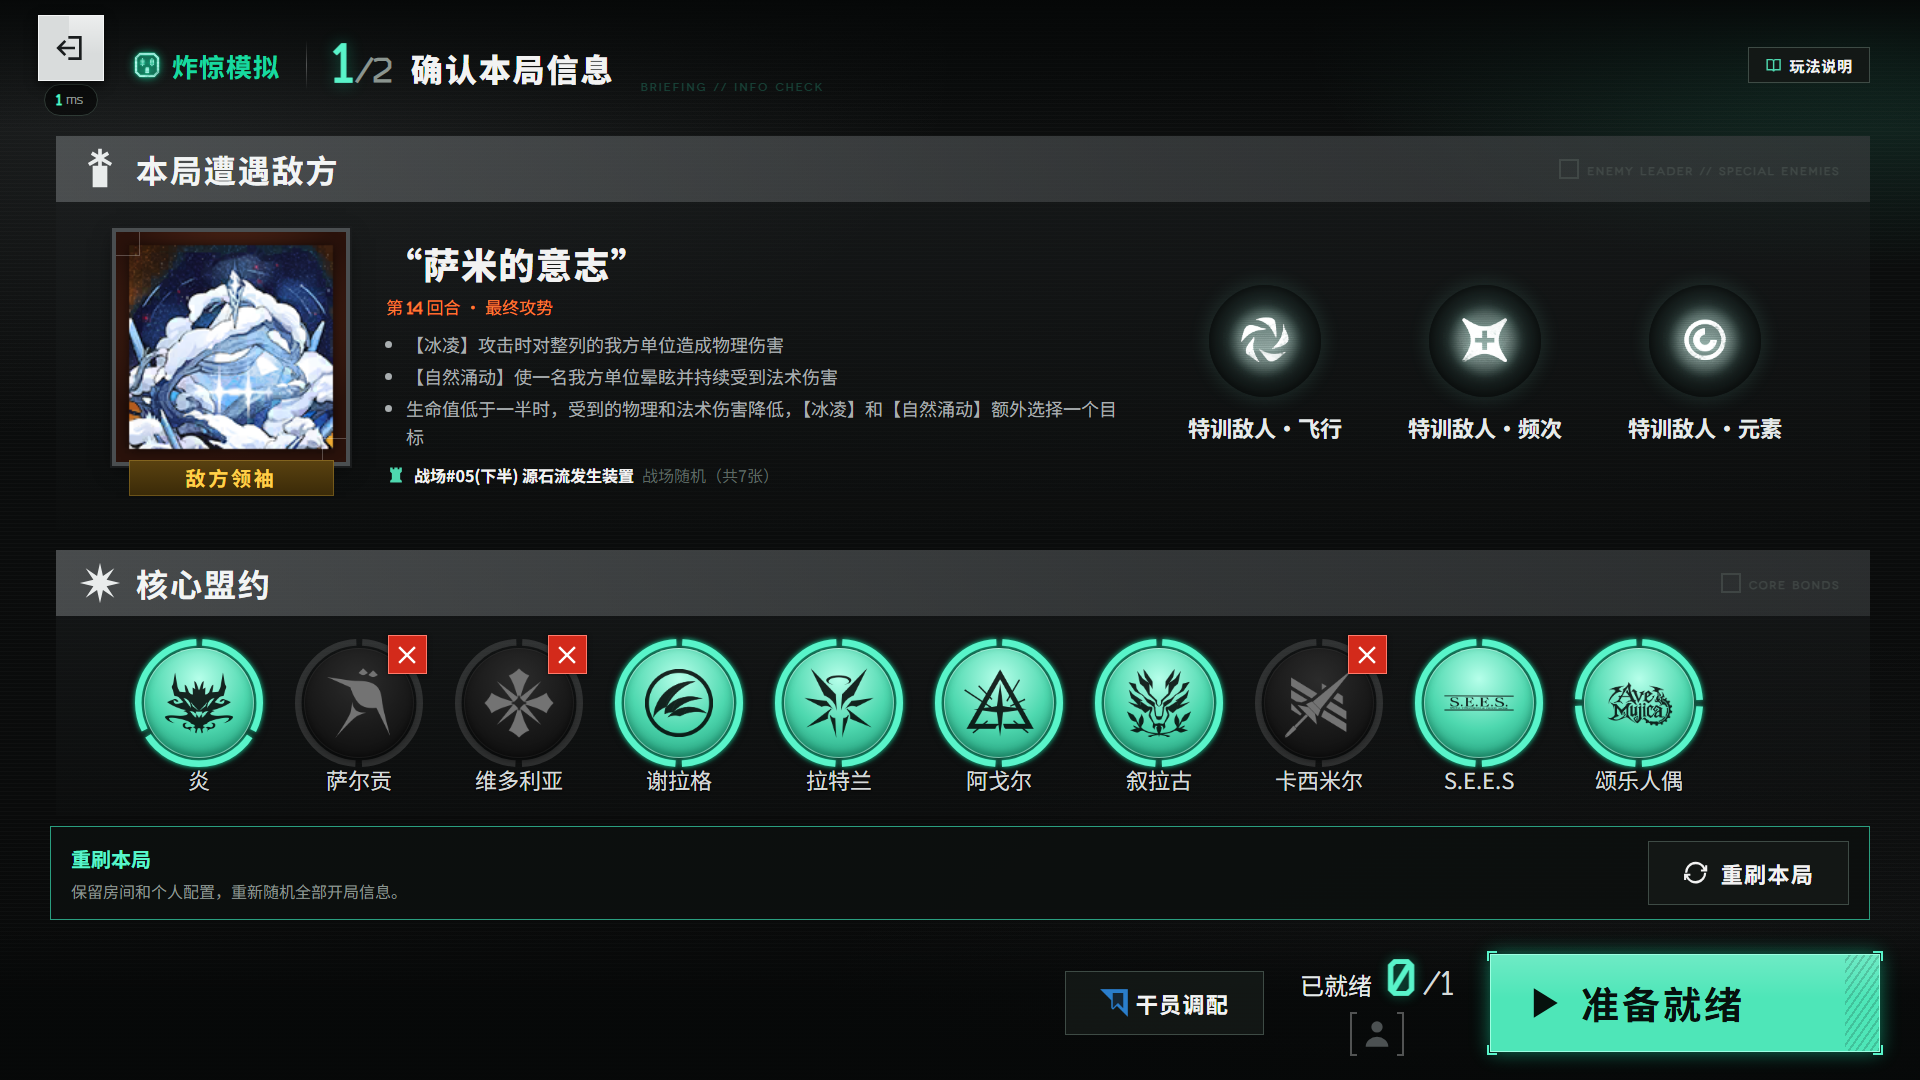 炸惊模拟
1/2 确认本局信息
BRIEFING // INFO CHECK
玩法说明
1 ms
本局遭遇敌方
ENEMY LEADER // SPECIAL ENEMIES
“萨米的意志”
第14回合 · 最终攻势
【冰凌】攻击时对整列的我方单位造成物理伤害
【自然涌动】使一名我方单位晕眩并持续受到法术伤害
生命值低于一半时，受到的物理和法术伤害降低，【冰凌】和【自然涌动】额外选择一个目
标
战场#05(下半) 源石流发生装置 战场随机（共7张）
敌方领袖
特训敌人·飞行
特训敌人·频次
特训敌人·元素
核心盟约
CORE BONDS
S.E.E.S.
Ave Mujica
炎
萨尔贡
维多利亚
谢拉格
拉特兰
阿戈尔
叙拉古
卡西米尔
S.E.E.S
颂乐人偶
重刷本局
保留房间和个人配置，重新随机全部开局信息。
重刷本局
干员调配
已就绪 0/1
准备就绪